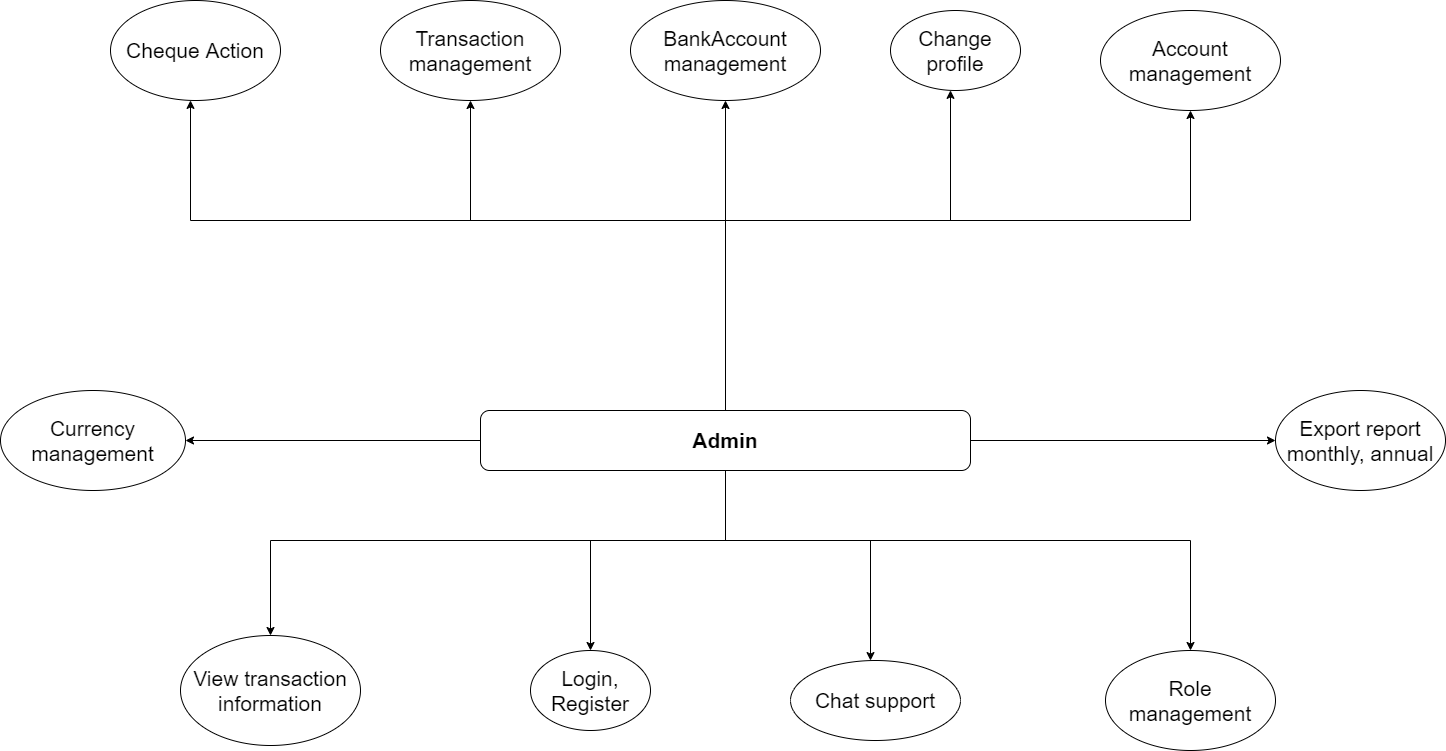 Cheque Action
Transaction
management
BankAccount
management
Change
profile
Account
management
Currency
management
Admin
Export report
monthly, annual
View transaction
information
Login,
Register
Chat support
Role
management